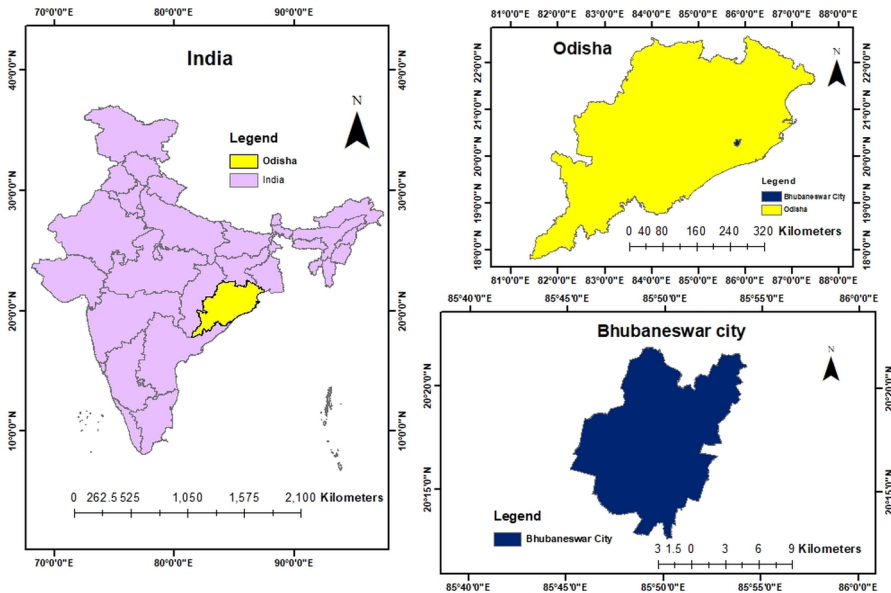 70°0'0"E 80°0'0"E 90°0'0"E
India
N
Legend
Odisha
India
40°0'0"N
30°0'0"N
20°0'0"N
10°0'0"N
40°0'0"N
30°0'0"N
20°0'0"N
10°0'0"N
0 262.5 525 1,050 1,575 2,100 Kilometers
70°0'0"E 80°0'0"E 90°0'0"E
81°0'0"E 82°0'0"E 83°0'0"E 84°0'0"E 85°0'0"E 86°0'0"E 87°0'0"E 88°0'0"E
Odisha
N
22°0'0"N
21°0'0"N
20°0'0"N
19°0'0"N
18°0'0"N
22°0'0"N
21°0'0"N
20°0'0"N
19°0'0"N
18°0'0"N
Legend
Bhubaneswar City
Odisha
0 40 80 160 240 320 Kilometers
81°0'0"E 82°0'0"E 83°0'0"E 84°0'0"E 85°0'0"E 86°0'0"E 87°0'0"E 88°0'0"E
85°40'0"E 85°45'0"E 85°50'0"E 85°55'0"E 86°0'0"E
Bhubaneswar city
N
20°20'0"N
20°15'0"N
20°20'0"N
20°15'0"N
Legend
Bhubaneswar City
3 1.5 0 3 6 9 Kilometers
85°40'0"E 85°45'0"E 85°50'0"E 85°55'0"E 86°0'0"E